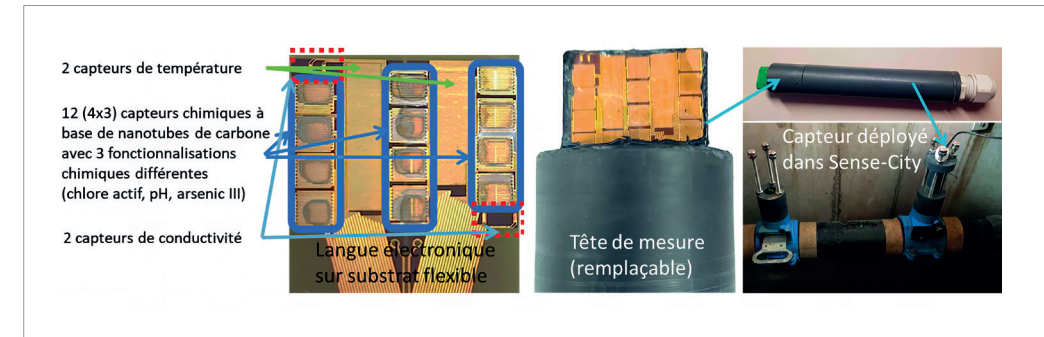 2 capteurs de température
12 (4x3) capteurs chimiques à
base de nanotubes de carbone
avec 3 fonctionnalisations
chimiques différentes
(chlore actif, pH, arsenic III)
2 capteurs de conductivité
Langue électronique
sur substrat flexible
Tête de mesure
(remplaçable)
Capteur déployé
dans Sense-City